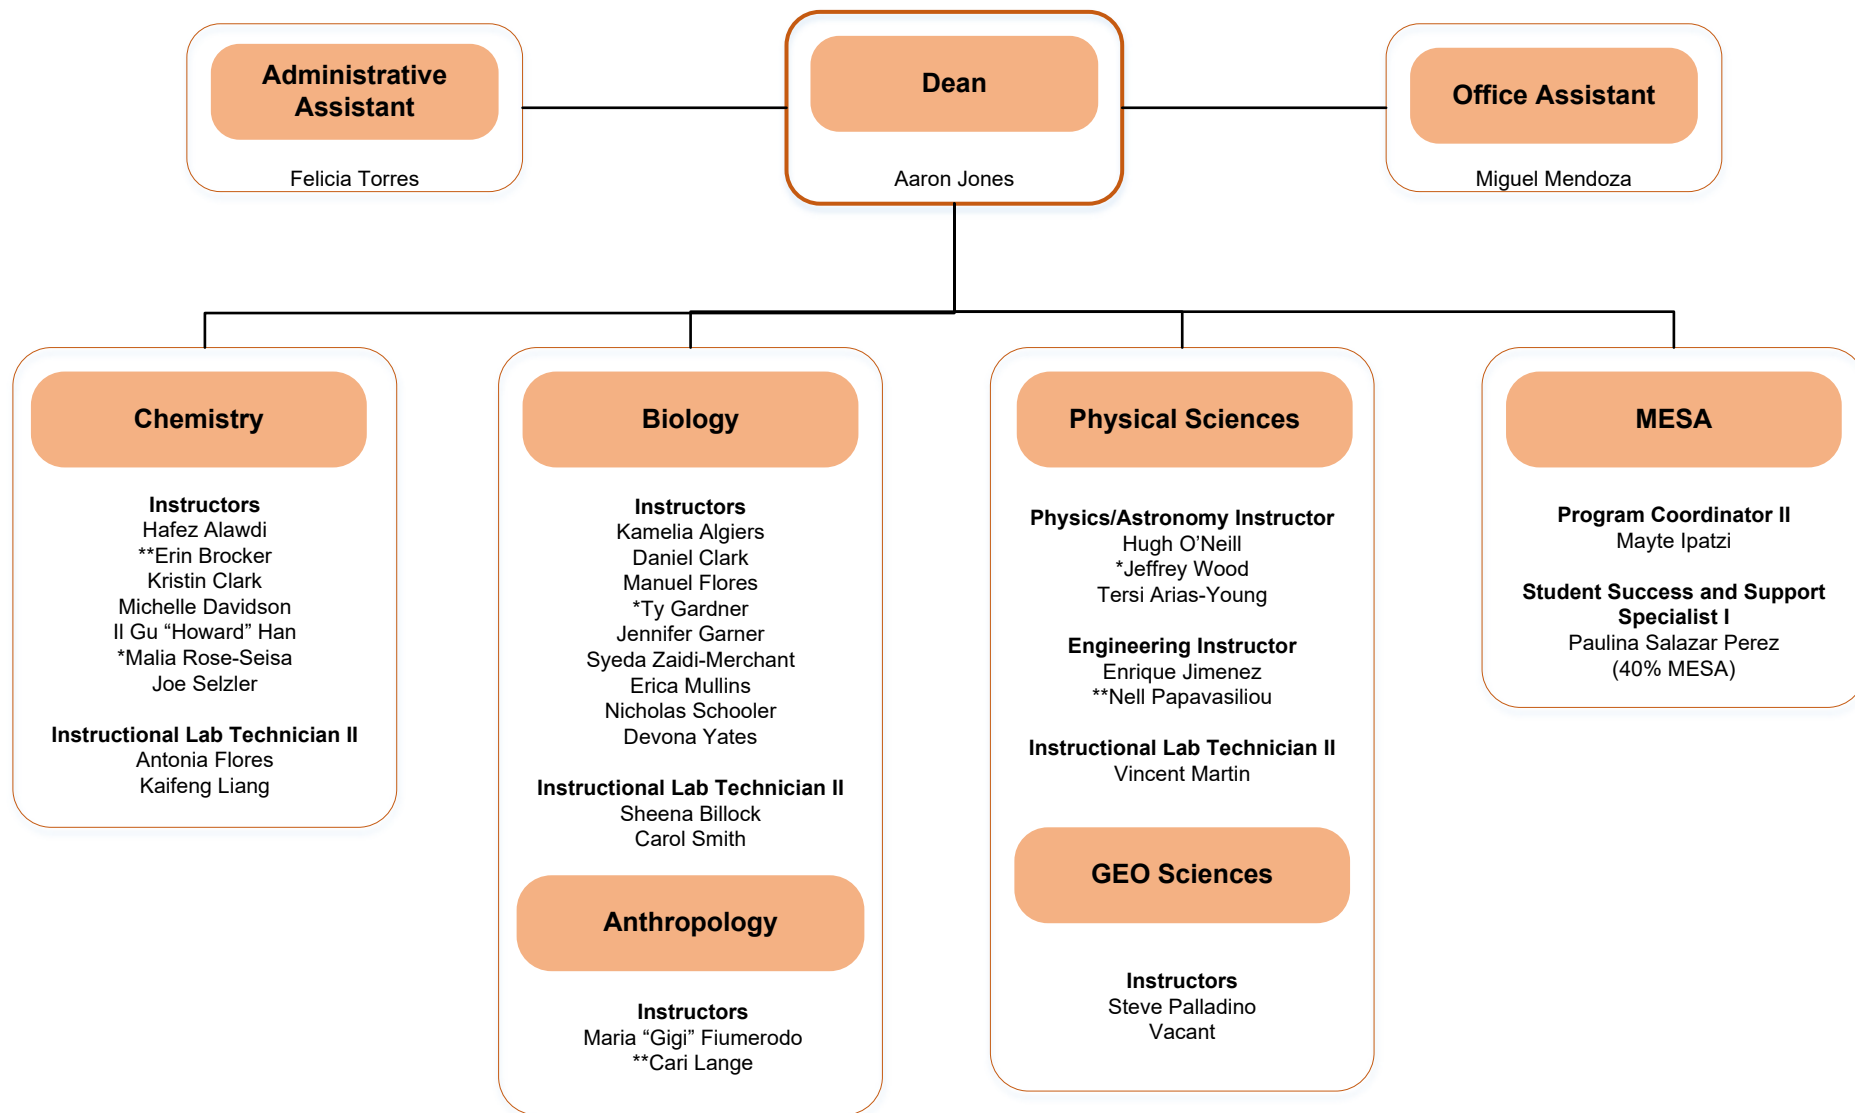 Administrative
Assistant
Felicia Torres
Dean
Aaron Jones
Office Assistant
Miguel Mendoza
Chemistry
Instructors
Hafez Alawdi
**Erin Brocker
Kristin Clark
Michelle Davidson
Il Gu “Howard” Han
*Malia Rose-Seisa
Joe Selzler
Instructional Lab Technician II
Antonia Flores
Kaifeng Liang
Biology
Instructors
Kamelia Algiers
Daniel Clark
Manuel Flores
*Ty Gardner
Jennifer Garner
Syeda Zaidi-Merchant
Erica Mullins
Nicholas Schooler
Devona Yates
Instructional Lab Technician II
Sheena Billock
Carol Smith
Anthropology
Instructors
Maria “Gigi” Fiumerodo
**Cari Lange
Physical Sciences
Physics/Astronomy Instructor
Hugh O’Neill
*Jeffrey Wood
Tersi Arias-Young
Engineering Instructor
Enrique Jimenez
**Nell Papavasiliou
Instructional Lab Technician II
Vincent Martin
GEO Sciences
Instructors
Steve Palladino
Vacant
MESA
Program Coordinator II
Mayte Ipatzi
Student Success and Support
Specialist I
Paulina Salazar Perez
(40% MESA)